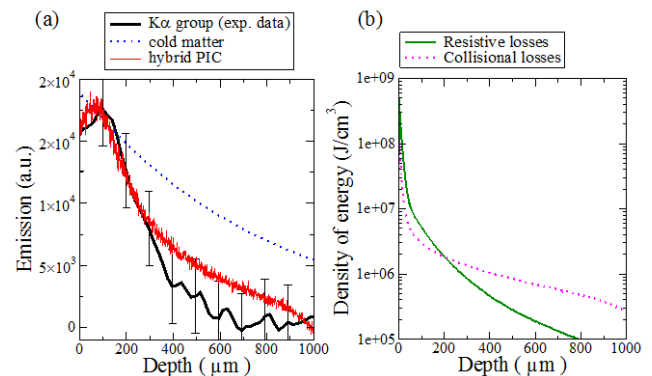 (a)
Kα group (exp. data)
cold matter
hybrid PIC
2×10⁴
2×10⁴
1×10⁴
5×10³
0
Emission (a.u.)
0 200 400 600 800 1000
Depth ( µm)
(b)
Resistive losses
Collisional losses
1e+09
1e+08
1e+07
1e+06
1e+05
Density of energy (J/cm³)
0 200 400 600 800 1000
Depth ( µm)